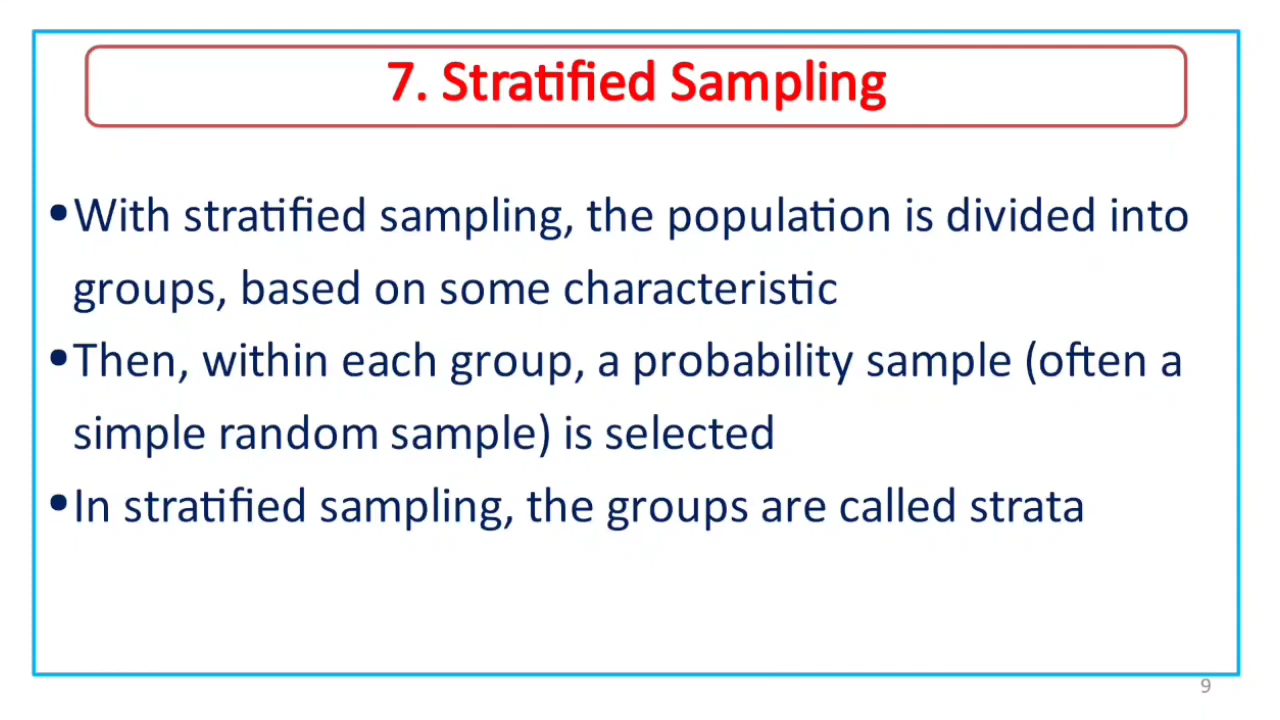 7. Stratified Sampling
•With stratified sampling, the population is divided into
groups, based on some characteristic
•Then, within each group, a probability sample (often a
simple random sample) is selected
•In stratified sampling, the groups are called strata
9